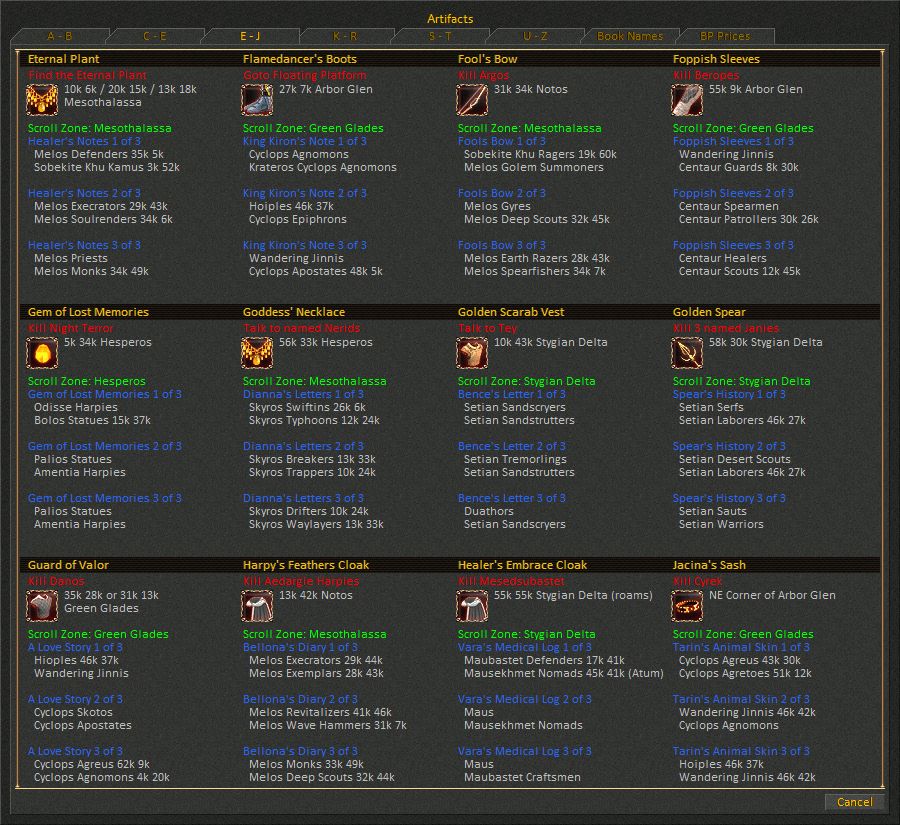 Artifacts
A - B
C - E
E - J
K - R
S - T
U - Z
Book Names
BP Prices
Eternal Plant
Find the Eternal Plant
10k 6k / 20k 15k / 13k 18k
Mesothalassa
Scroll Zone: Mesothalassa
Healer's Notes 1 of 3
Melos Defenders 35k 5k
Sobekite Khu Kamus 3k 52k
Healer's Notes 2 of 3
Melos Execrators 29k 43k
Melos Soulrenders 34k 6k
Healer's Notes 3 of 3
Melos Priests
Melos Monks 34k 49k
Flamedancer's Boots
Goto Floating Platform
27k 7k Arbor Glen
Scroll Zone: Green Glades
King Kiron's Note 1 of 3
Cyclops Agnomons
Krateros Cyclops Agnomons
King Kiron's Note 2 of 3
Hoiples 46k 37k
Cyclops Epiphrons
King Kiron's Note 3 of 3
Wandering Jinnis
Cyclops Apostates 48k 5k
Fool's Bow
Kill Argos
31k 34k Notos
Scroll Zone: Mesothalassa
Fools Bow 1 of 3
Sobekite Khu Ragers 19k 60k
Melos Golem Summoners
Fools Bow 2 of 3
Melos Gyres
Melos Deep Scouts 32k 45k
Fools Bow 3 of 3
Melos Earth Razers 28k 43k
Melos Spearfishers 34k 7k
Foppish Sleeves
Kill Beropes
55k 9k Arbor Glen
Scroll Zone: Green Glades
Foppish Sleeves 1 of 3
Wandering Jinnis
Centaur Guards 8k 30k
Foppish Sleeves 2 of 3
Centaur Spearmen
Centaur Patrollers 30k 26k
Foppish Sleeves 3 of 3
Centaur Healers
Centaur Scouts 12k 45k
Gem of Lost Memories
Kill Night Terror
5k 34k Hesperos
Scroll Zone: Hesperos
Gem of Lost Memories 1 of 3
Odisse Harpies
Bolos Statues 15k 37k
Gem of Lost Memories 2 of 3
Palios Statues
Amentia Harpies
Gem of Lost Memories 3 of 3
Palios Statues
Amentia Harpies
Goddess' Necklace
Talk to named Nerids
56k 33k Hesperos
Scroll Zone: Mesothalassa
Dianna's Letters 1 of 3
Skyros Swiftins 26k 6k
Skyros Typhoons 12k 24k
Dianna's Letters 2 of 3
Skyros Breakers 13k 33k
Skyros Trappers 10k 24k
Dianna's Letters 3 of 3
Skyros Drifters 10k 24k
Skyros Waylayers 13k 33k
Golden Scarab Vest
Talk to Tey
10k 43k Stygian Delta
Scroll Zone: Stygian Delta
Bence's Letter 1 of 3
Setian Sandscryers
Setian Sandstrutters
Bence's Letter 2 of 3
Setian Tremorlings
Setian Sandstrutters
Bence's Letter 3 of 3
Duathors
Setian Sandscryers
Golden Spear
Kill 3 named Janies
58k 30k Stygian Delta
Scroll Zone: Stygian Delta
Spear's History 1 of 3
Setian Serfs
Setian Laborers 46k 27k
Spear's History 2 of 3
Setian Desert Scouts
Setian Laborers 46k 27k
Spear's History 3 of 3
Setian Sauts
Setian Warriors
Guard of Valor
Kill Danos
35k 28k or 31k 13k
Green Glades
Scroll Zone: Green Glades
A Love Story 1 of 3
Hioples 46k 37k
Wandering Jinnis
A Love Story 2 of 3
Cyclops Skotos
Cyclops Apostates
A Love Story 3 of 3
Cyclops Agreus 62k 9k
Cyclops Agnomons 4k 20k
Harpy's Feathers Cloak
Kill Aedargie Harpies
13k 42k Notos
Scroll Zone: Mesothalassa
Bellona's Diary 1 of 3
Melos Execrators 29k 44k
Melos Exemplars 28k 43k
Bellona's Diary 2 of 3
Melos Revitalizers 41k 46k
Melos Wave Hammers 31k 7k
Bellona's Diary 3 of 3
Melos Monks 33k 49k
Melos Deep Scouts 32k 44k
Healer's Embrace Cloak
Kill Mesedsubastet
55k 55k Stygian Delta (roams)
Scroll Zone: Stygian Delta
Vara's Medical Log 1 of 3
Maubastet Defenders 17k 41k
Mausekhmet Nomads 45k 41k (Atum)
Vara's Medical Log 2 of 3
Maus
Mausekhmet Nomads
Vara's Medical Log 3 of 3
Maus
Maubastet Craftsmen
Jacina's Sash
Kill Cyrek
NE Corner of Arbor Glen
Scroll Zone: Green Glades
Tarin's Animal Skin 1 of 3
Cyclops Agreus 43k 30k
Cyclops Agretoes 51k 12k
Tarin's Animal Skin 2 of 3
Wandering Jinnis 46k 42k
Cyclops Agnomons
Tarin's Animal Skin 3 of 3
Hoiples 46k 37k
Wandering Jinnis 46k 42k
Cancel